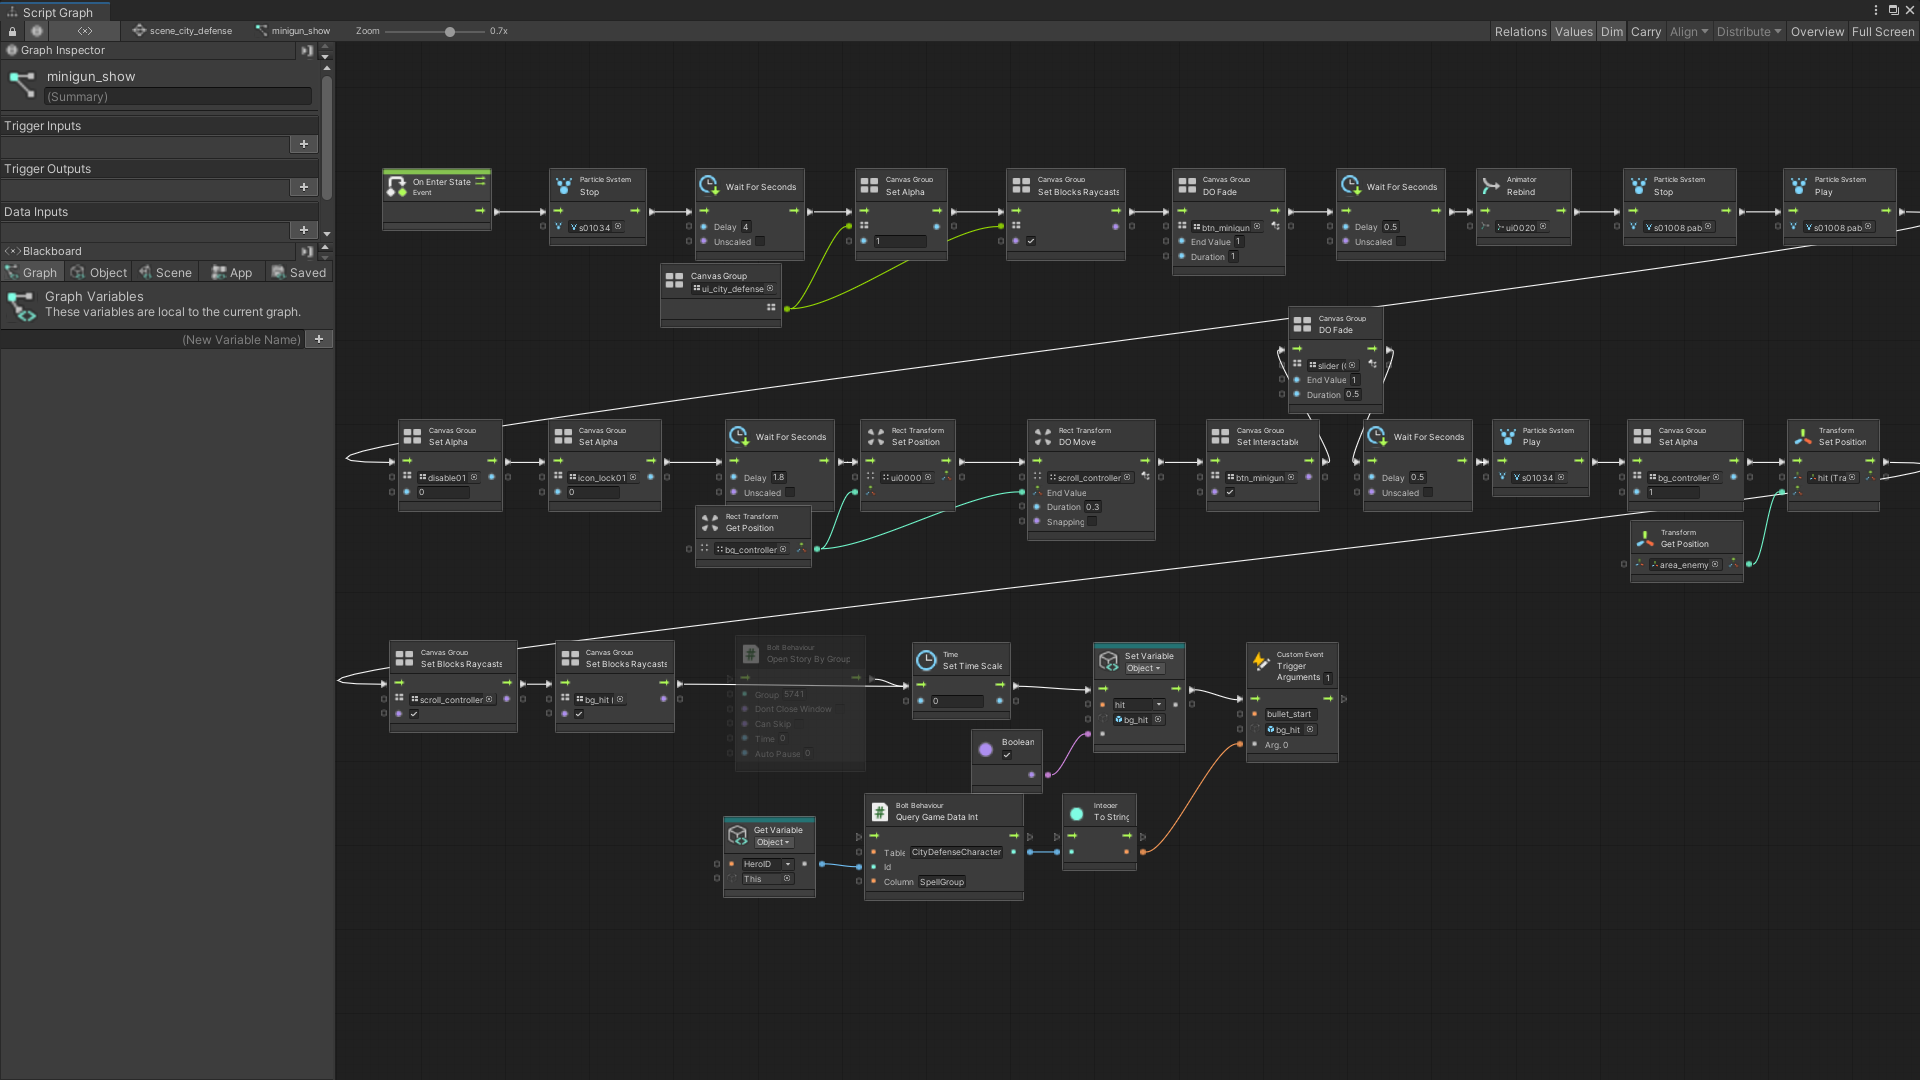 Script Graph
scene_city_defense
minigun_show
Zoom
0.7x
Relations
Values
Dim
Carry
Align
Distribute
Overview
Full Screen
Graph Inspector
minigun_show
(Summary)
Trigger Inputs
Trigger Outputs
Data Inputs
Blackboard
Graph
Object
Scene
App
Saved
Graph Variables
These variables are local to the current graph.
(New Variable Name)
On Enter State
Event
Particle System
Stop
s01034
Wait For Seconds
Delay 4
Unscaled
Canvas Group
ui_city_defense
Canvas Group
Set Alpha
1
Canvas Group
Set Blocks Raycasts
Canvas Group
DO Fade
btn_minigun
End Value 1
Duration 1
Wait For Seconds
Delay 0.5
Unscaled
Animator
Rebind
ui0020
Particle System
Stop
s01008 pab
Particle System
Play
s01008 pab
Canvas Group
DO Fade
slider (
End Value 1
Duration 0.5
Canvas Group
Set Alpha
disable01
0
Canvas Group
Set Alpha
icon_lock01
0
Wait For Seconds
Delay 1.8
Unscaled
Rect Transform
Get Position
bg_controller
Rect Transform
Set Position
ui0000
Rect Transform
DO Move
scroll_controller
End Value
Duration 0.3
Snapping
Canvas Group
Set Interactable
btn_minigun
Wait For Seconds
Delay 0.5
Unscaled
Particle System
Play
s01034
Canvas Group
Set Alpha
bg_controller
1
Transform
Set Position
hit (Tra
Transform
Get Position
area_enemy
Canvas Group
Set Blocks Raycasts
scroll_controller
Canvas Group
Set Blocks Raycasts
bg_hit (
Bolt Behaviour
Open Story By Group
Group 5741
Dont Close Window
Can Skip
Time 0
Auto Pause 0
Time
Set Time Scale
0
Set Variable
Object
hit
bg_hit
Boolean
Custom Event
Trigger
Arguments 1
bullet_start
bg_hit
Arg. 0
Get Variable
Object
HeroID
This
Bolt Behaviour
Query Game Data Int
Table CityDefenseCharacter
Id
Column SpellGroup
Integer
To String